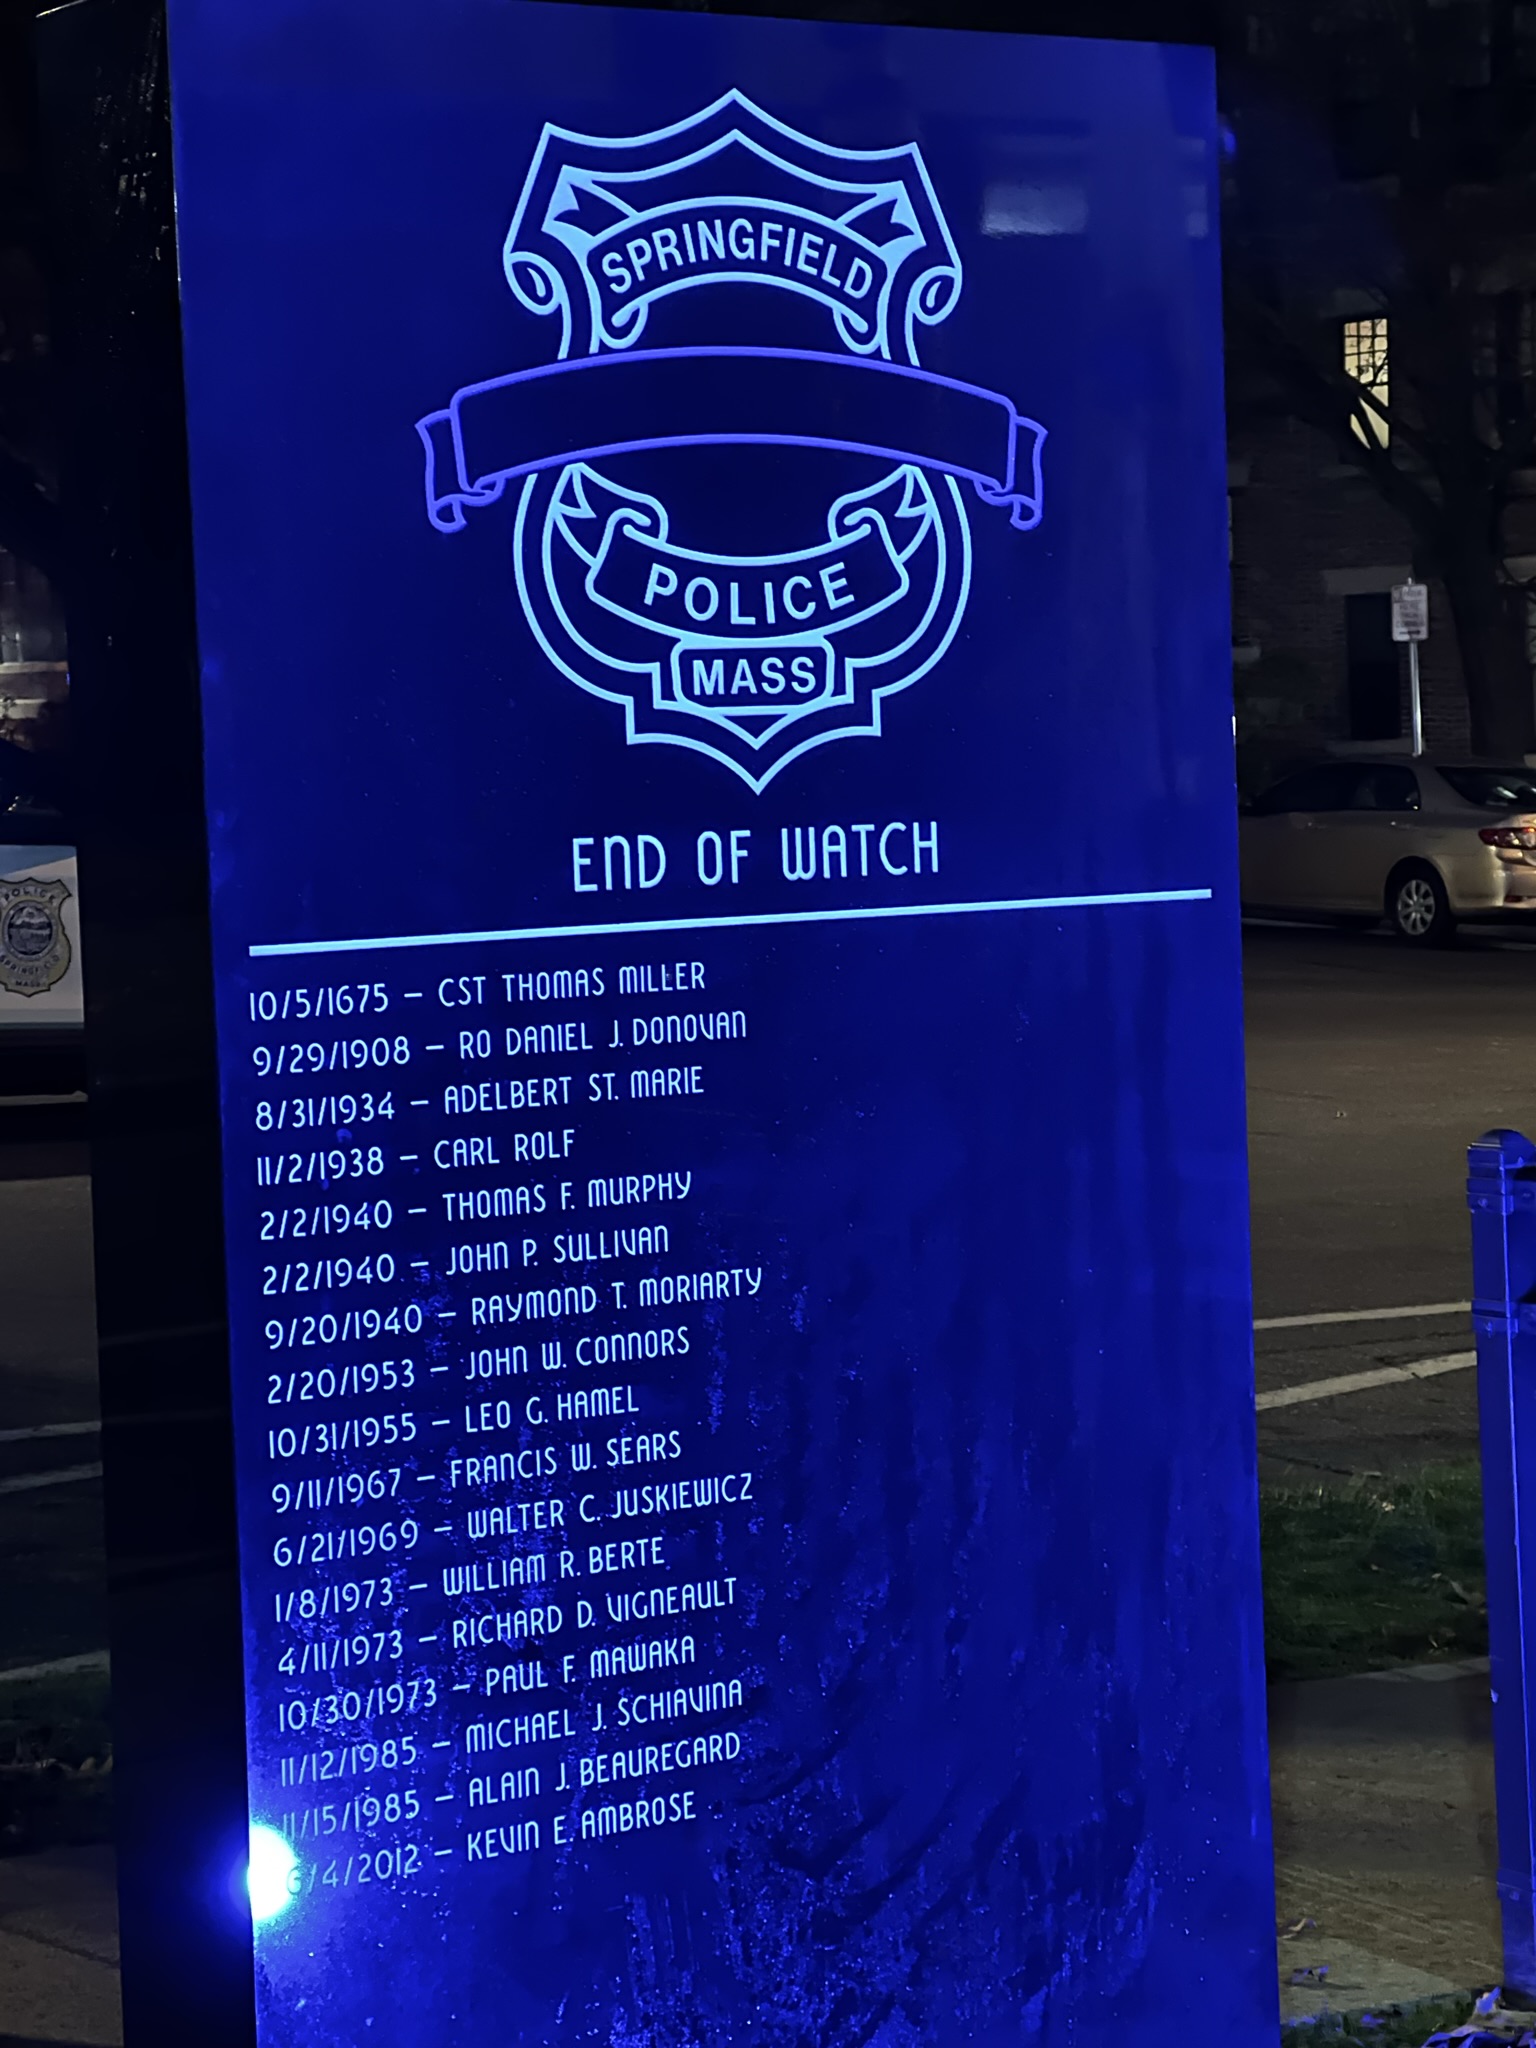 SPRINGFIELD
POLICE
MASS
END OF WATCH
10/5/1675 – CST THOMAS MILLER
9/29/1908 – RO DANIEL J. DONOVAN
8/31/1934 – ADELBERT ST. MARIE
11/2/1938 – CARL ROLF
2/2/1940 – THOMAS F. MURPHY
2/2/1940 – JOHN P. SULLIVAN
9/20/1940 – RAYMOND T. MORIARTY
2/20/1953 – JOHN W. CONNORS
10/31/1955 – LEO G. HAMEL
9/11/1967 – FRANCIS W. SEARS
6/21/1969 – WALTER C. JUSKIEWICZ
1/8/1973 – WILLIAM R. BERTE
4/11/1973 – RICHARD D. VIGNEAULT
10/30/1973 – PAUL F. MAWAKA
11/12/1985 – MICHAEL J. SCHIAVINA
11/15/1985 – ALAIN J. BEAUREGARD
6/4/2012 – KEVIN E. AMBROSE
POLICE
SPRINGFIELD
MASS